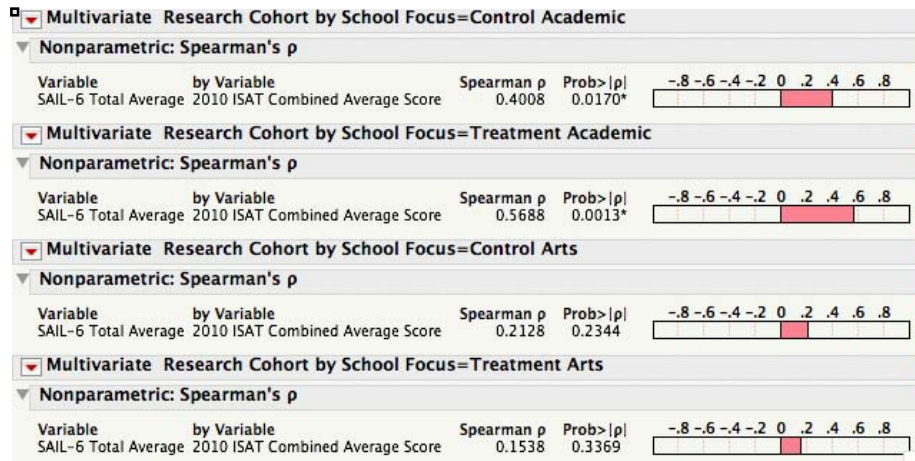 Multivariate Research Cohort by School Focus=Control Academic
Nonparametric: Spearman's ρ
Variable by Variable Spearman ρ Prob>|ρ| -.8 -.6 -.4 -.2 0 .2 .4 .6 .8
SAIL-6 Total Average 2010 ISAT Combined Average Score 0.4008 0.0170*
Multivariate Research Cohort by School Focus=Treatment Academic
Nonparametric: Spearman's ρ
Variable by Variable Spearman ρ Prob>|ρ| -.8 -.6 -.4 -.2 0 .2 .4 .6 .8
SAIL-6 Total Average 2010 ISAT Combined Average Score 0.5688 0.0013*
Multivariate Research Cohort by School Focus=Control Arts
Nonparametric: Spearman's ρ
Variable by Variable Spearman ρ Prob>|ρ| -.8 -.6 -.4 -.2 0 .2 .4 .6 .8
SAIL-6 Total Average 2010 ISAT Combined Average Score 0.2128 0.2344
Multivariate Research Cohort by School Focus=Treatment Arts
Nonparametric: Spearman's ρ
Variable by Variable Spearman ρ Prob>|ρ| -.8 -.6 -.4 -.2 0 .2 .4 .6 .8
SAIL-6 Total Average 2010 ISAT Combined Average Score 0.1538 0.3369